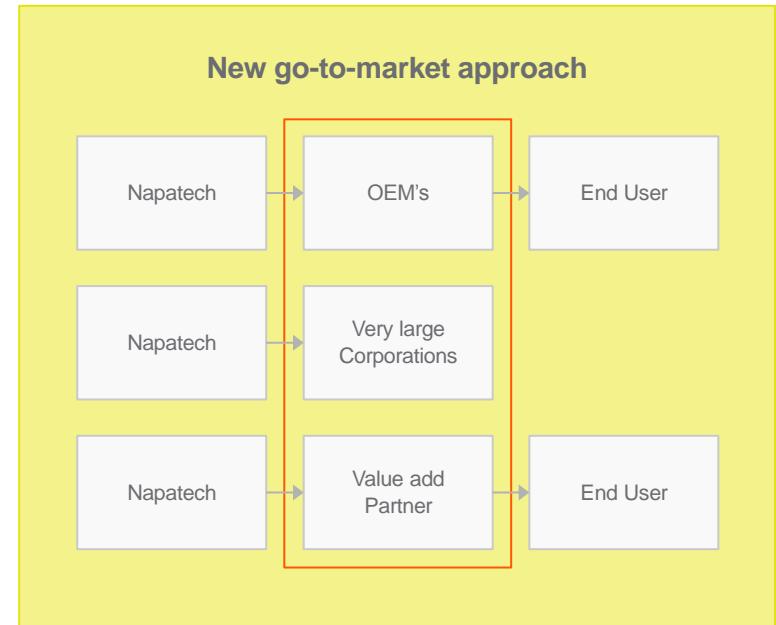 New go-to-market approach
Napatech
OEM's
End User
Napatech
Very large
Corporations
Napatech
Value add
Partner
End User